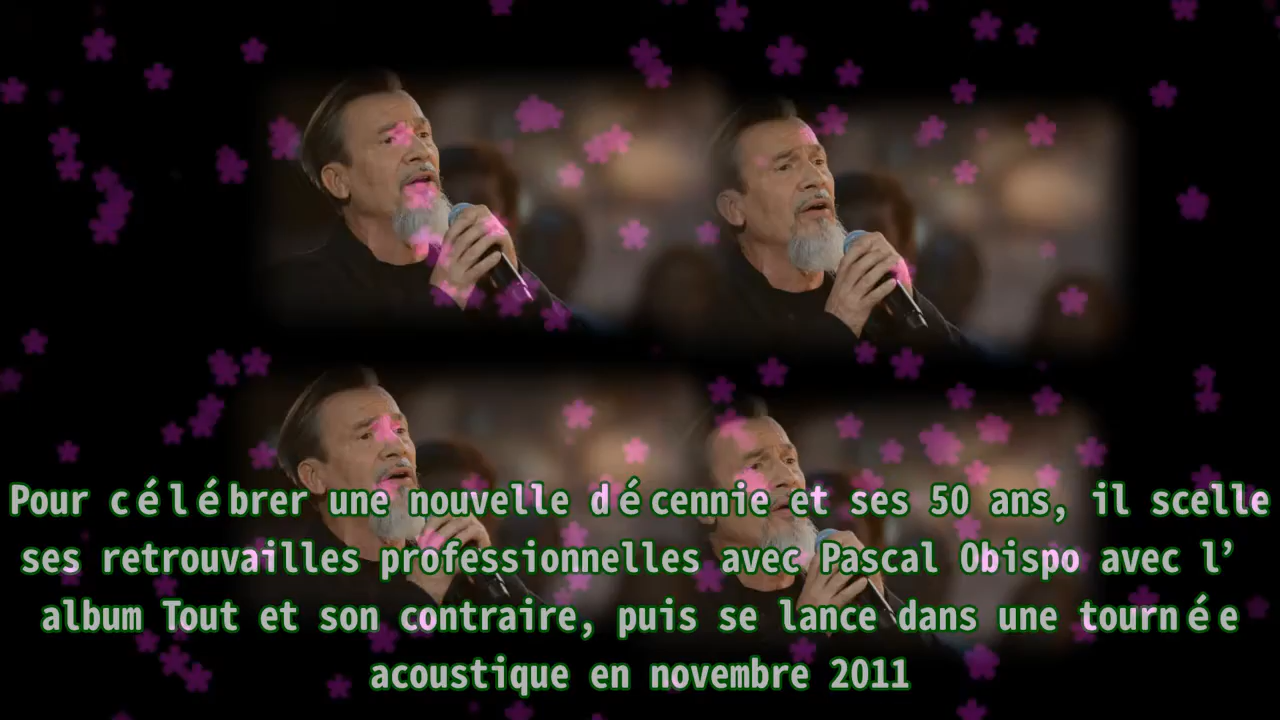 Pour célébrer une nouvelle décennie et ses 50 ans, il scelle
ses retrouvailles professionnelles avec Pascal Obispo avec l’
album Tout et son contraire, puis se lance dans une tournée
acoustique en novembre 2011